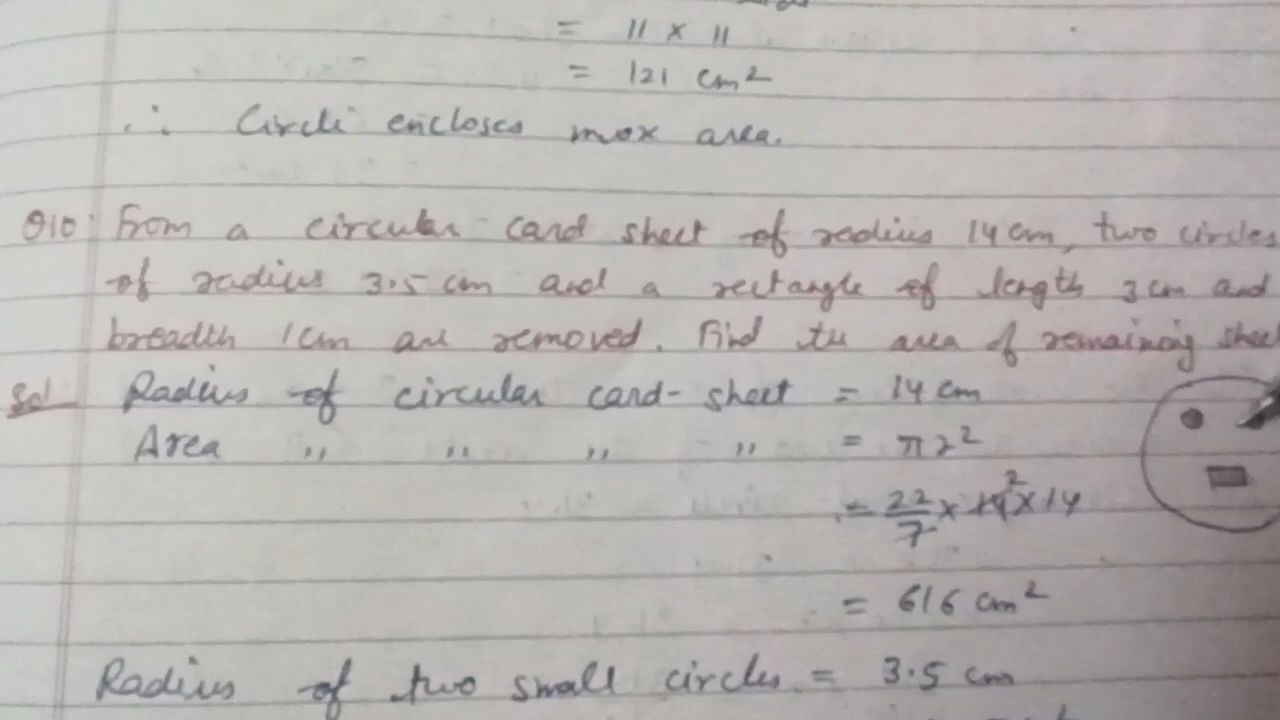 = 11 x 11
= 121 cm²
∴ Circle encloses max area.
Q10: From a circular card sheet of radius 14 cm, two circles
of radius 3.5 cm and a rectangle of length 3 cm and
breadth 1cm are removed. Find the area of remaining sheet
Sol Radius of circular card-sheet = 14 cm
Area " " " " = πr²
= 22/7 x 14 2 x 14
= 616 cm²
Radius of two small circles = 3.5 cm